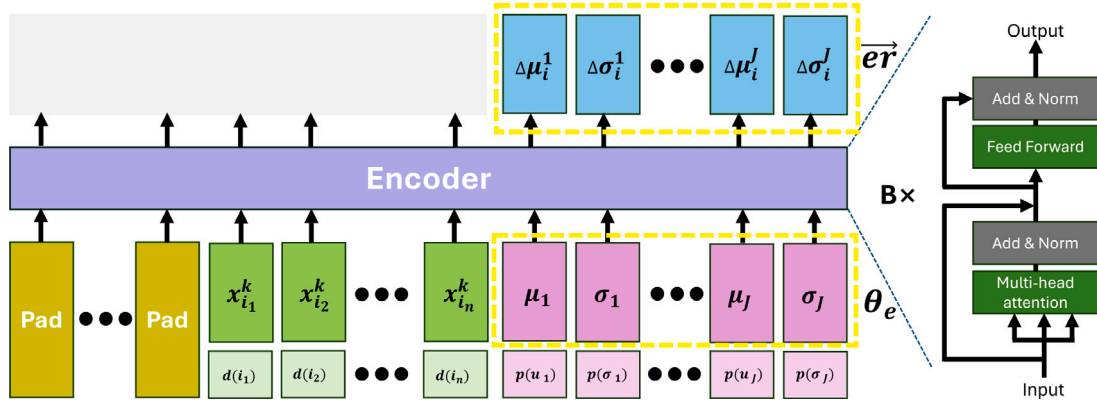 Δμ_i^1 Δσ_i^1 ●●● Δμ_i^J Δσ_i^J \overrightarrow{er}
Encoder
Pad ●●● Pad x_{i_1}^k x_{i_2}^k ●●● x_{i_n}^k μ_1 σ_1 ●●● μ_J σ_J θ_e
d(i_1) d(i_2) ●●● d(i_n) p(u_1) p(σ_1) ●●● p(u_J) p(σ_J)
B×
Output
Add & Norm
Feed Forward
Add & Norm
Multi-head
attention
Input